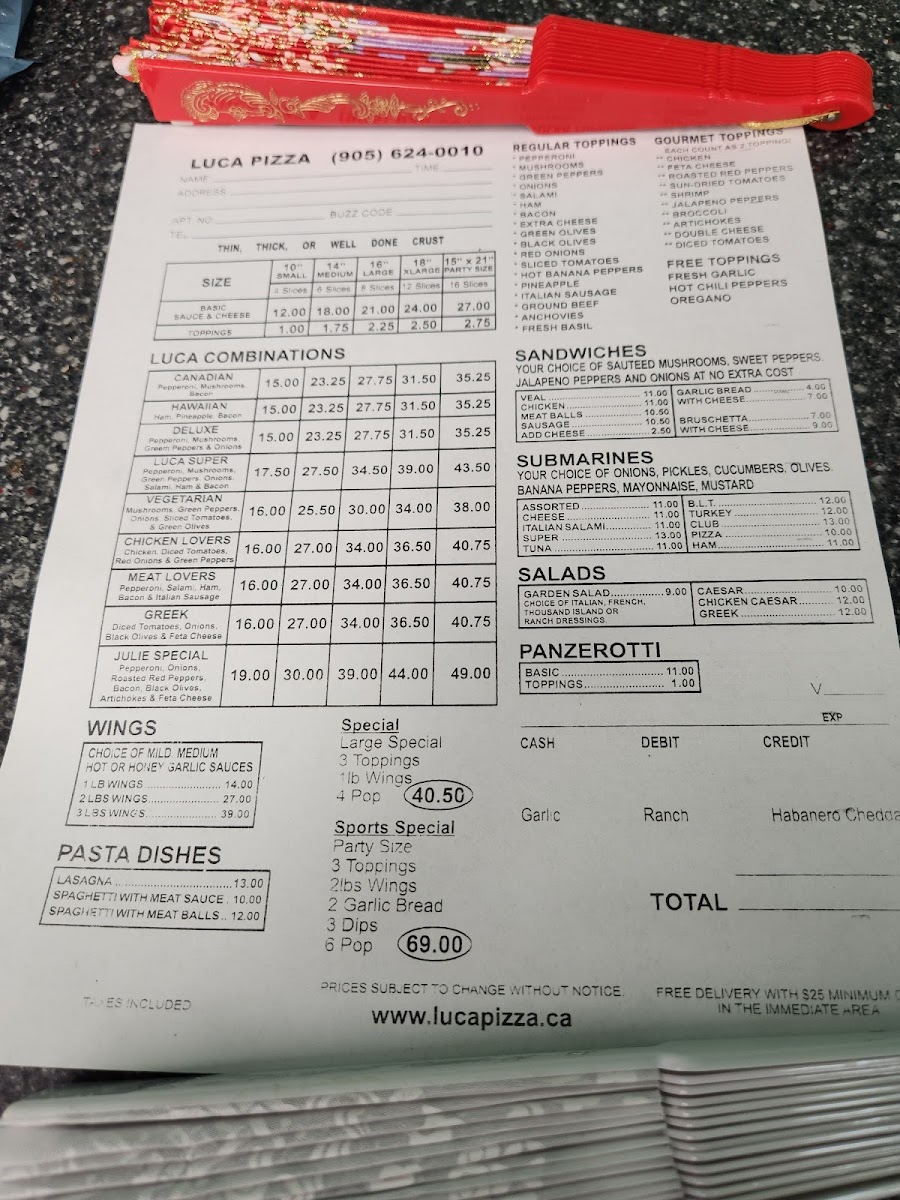 LUCA PIZZA (905) 624-0010
NAME
TIME
ADDRESS
APT. NO.
BUZZ CODE
TEL.
THIN, THICK, OR WELL DONE CRUST
SIZE 10" SMALL 14" MEDIUM 16" LARGE 18" XLARGE 15" x 21" PARTY SIZE
4 Slices 6 Slices 8 Slices 12 Slices 16 Slices
BASIC SAUCE & CHEESE 12.00 18.00 21.00 24.00 27.00
TOPPINGS 1.00 1.75 2.25 2.50 2.75
LUCA COMBINATIONS
CANADIAN 15.00 23.25 27.75 31.50 35.25
Pepperoni, Mushrooms,
Bacon
HAWAIIAN 15.00 23.25 27.75 31.50 35.25
Ham, Pineapple, Bacon
DELUXE 15.00 23.25 27.75 31.50 35.25
Pepperoni, Mushrooms,
Green Peppers & Onions
LUCA SUPER 17.50 27.50 34.50 39.00 43.50
Pepperoni, Mushrooms,
Green Peppers, Onions,
Salami, Ham & Bacon
VEGETARIAN 16.00 25.50 30.00 34.00 38.00
Mushrooms, Green Peppers,
Onions, Sliced Tomatoes,
& Green Olives
CHICKEN LOVERS 16.00 27.00 34.00 36.50 40.75
Chicken, Diced Tomatoes,
Red Onions & Green Peppers
MEAT LOVERS 16.00 27.00 34.00 36.50 40.75
Pepperoni, Salami, Ham,
Bacon & Italian Sausage
GREEK 16.00 27.00 34.00 36.50 40.75
Diced Tomatoes, Onions,
Black Olives & Feta Cheese
JULIE SPECIAL 19.00 30.00 39.00 44.00 49.00
Pepperoni, Onions,
Roasted Red Peppers,
Bacon, Black Olives,
Artichokes & Feta Cheese
WINGS
CHOICE OF MILD, MEDIUM
HOT OR HONEY GARLIC SAUCES
1 LB WINGS 14.00
2 LBS WINGS 27.00
3 LBS WINGS 39.00
PASTA DISHES
LASAGNA 13.00
SPAGHETTI WITH MEAT SAUCE 10.00
SPAGHETTI WITH MEAT BALLS 12.00
Special
Large Special
3 Toppings
1lb Wings
4 Pop 40.50
Sports Special
Party Size
3 Toppings
2lbs Wings
2 Garlic Bread
3 Dips
6 Pop 69.00
REGULAR TOPPINGS
* PEPPERONI
* MUSHROOMS
* GREEN PEPPERS
* ONIONS
* SALAMI
* HAM
* BACON
* EXTRA CHEESE
* GREEN OLIVES
* BLACK OLIVES
* RED ONIONS
* SLICED TOMATOES
* HOT BANANA PEPPERS
* PINEAPPLE
* ITALIAN SAUSAGE
* GROUND BEEF
* ANCHOVIES
* FRESH BASIL
GOURMET TOPPINGS
EACH COUNT AS 2 TOPPINGS
** CHICKEN
** FETA CHEESE
** ROASTED RED PEPPERS
** SUN-DRIED TOMATOES
** SHRIMP
** JALAPENO PEPPERS
** BROCCOLI
** ARTICHOKES
** DOUBLE CHEESE
** DICED TOMATOES
FREE TOPPINGS
FRESH GARLIC
HOT CHILI PEPPERS
OREGANO
SANDWICHES
YOUR CHOICE OF SAUTEED MUSHROOMS, SWEET PEPPERS,
JALAPENO PEPPERS AND ONIONS AT NO EXTRA COST
VEAL 11.00
CHICKEN 11.00
MEAT BALLS 10.50
SAUSAGE 10.50
ADD CHEESE 2.50
GARLIC BREAD 4.00
WITH CHEESE 7.00
BRUSCHETTA 7.00
WITH CHEESE 9.00
SUBMARINES
YOUR CHOICE OF ONIONS, PICKLES, CUCUMBERS, OLIVES.
BANANA PEPPERS, MAYONNAISE, MUSTARD
ASSORTED 11.00
CHEESE 11.00
ITALIAN SALAMI 11.00
SUPER 13.00
TUNA 11.00
B.L.T. 12.00
TURKEY 12.00
CLUB 13.00
PIZZA 10.00
HAM 11.00
SALADS
GARDEN SALAD 9.00
CHOICE OF ITALIAN, FRENCH,
THOUSAND ISLAND OR
RANCH DRESSINGS.
CAESAR 10.00
CHICKEN CAESAR 12.00
GREEK 12.00
PANZEROTTI
BASIC 11.00
TOPPINGS 1.00
V
EXP
CASH DEBIT CREDIT
Garlic Ranch Habanero Chedda
TOTAL
TAXES INCLUDED
PRICES SUBJECT TO CHANGE WITHOUT NOTICE.
FREE DELIVERY WITH $25 MINIMUM
IN THE IMMEDIATE AREA
www.lucapizza.ca